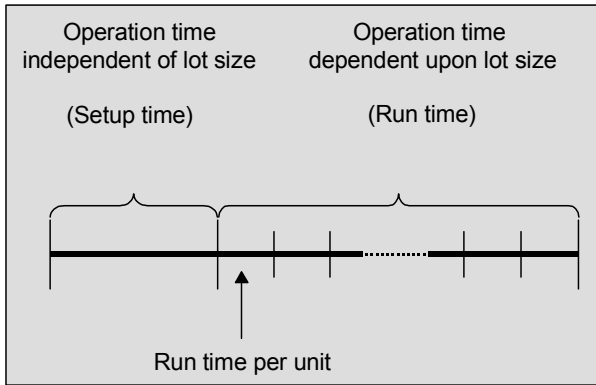 Operation time
independent of lot size
(Setup time)
Operation time
dependent upon lot size
(Run time)
Run time per unit